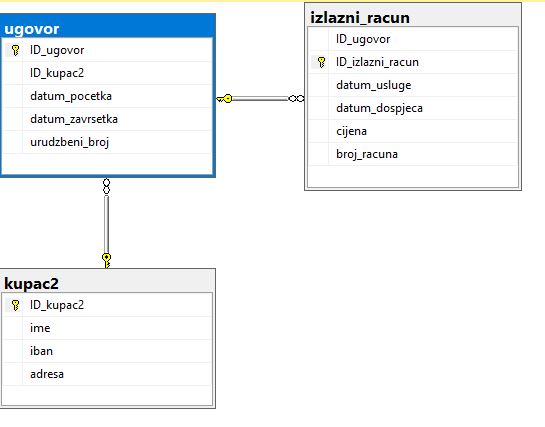 ugovor
ID_ugovor
ID_kupac2
datum_pocetka
datum_zavrsetka
urudzbeni_broj
izlazni_racun
ID_ugovor
ID_izlazni_racun
datum_usluge
datum_dospjeca
cijena
broj_racuna
kupac2
ID_kupac2
ime
iban
adresa